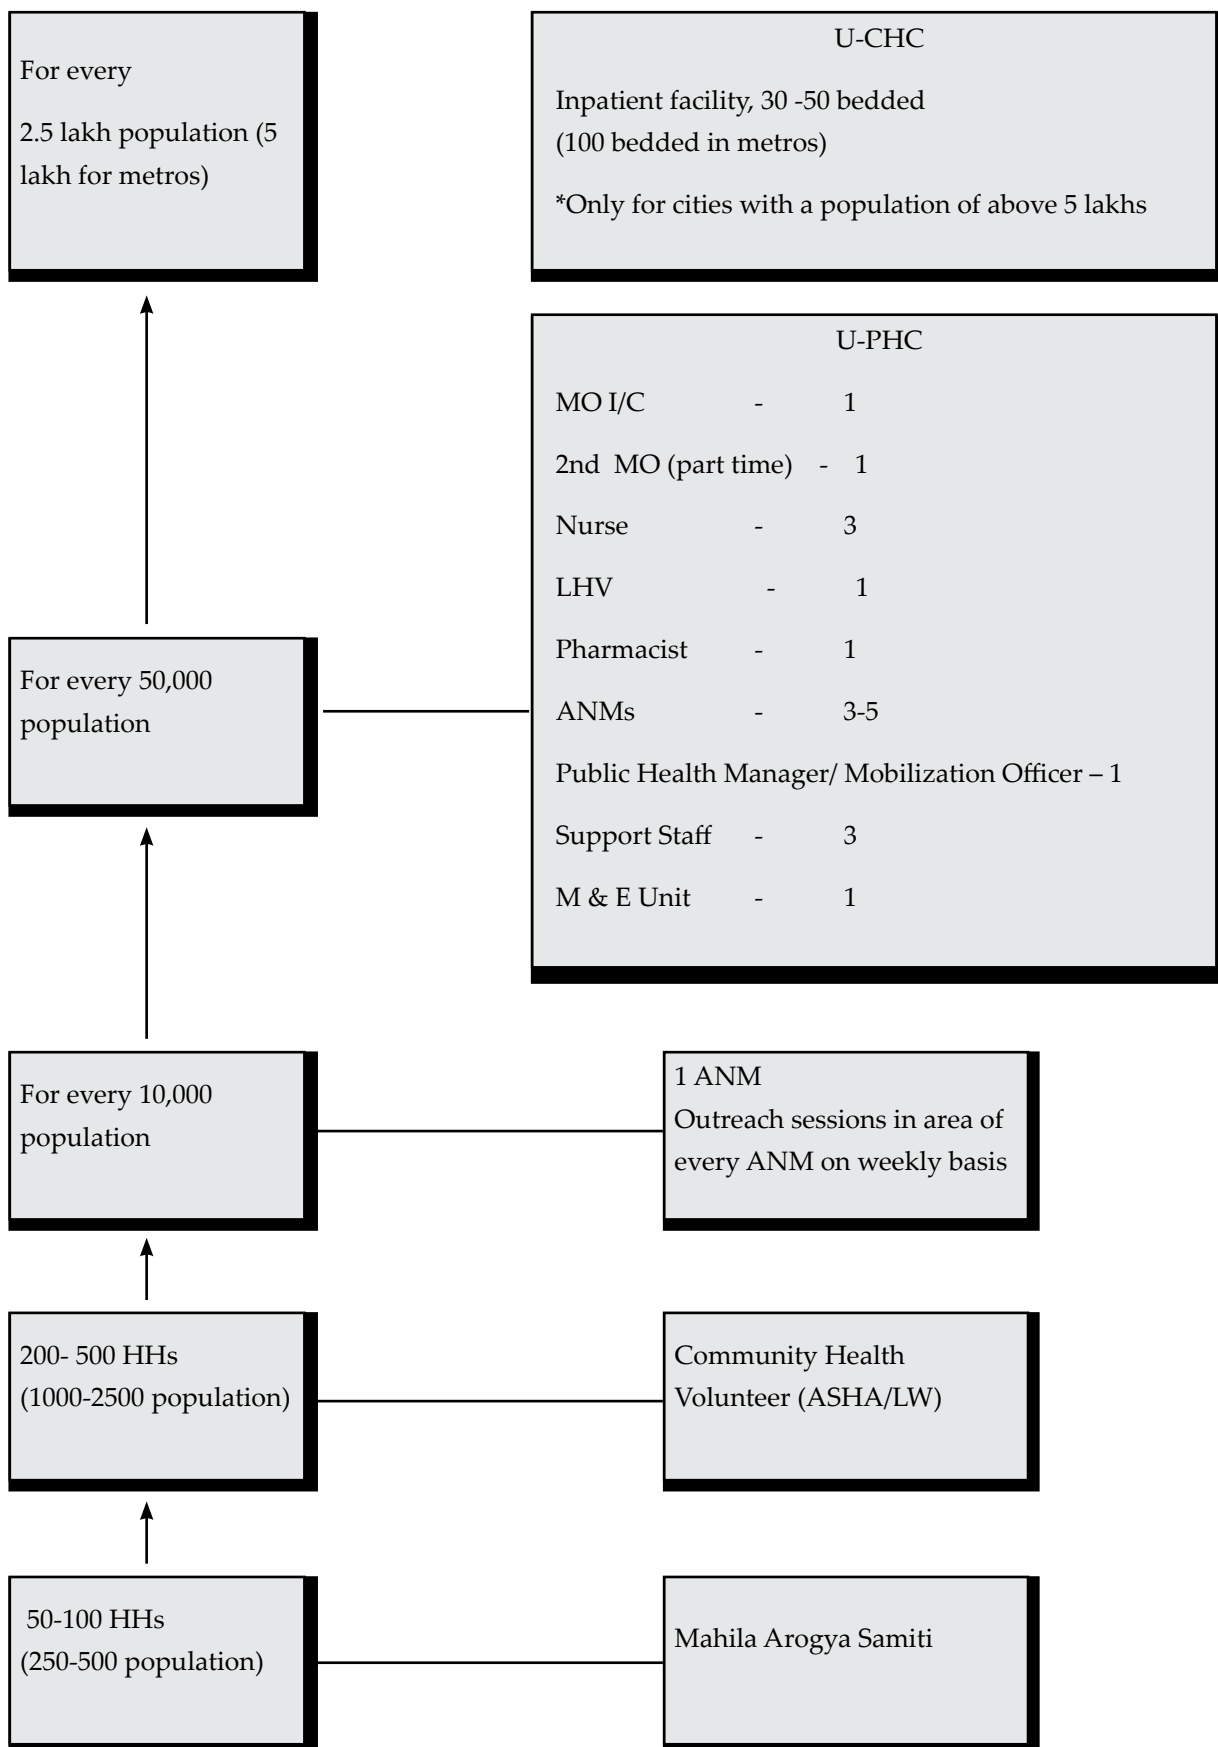 For every
2.5 lakh population (5
lakh for metros)
U-CHC
Inpatient facility, 30 -50 bedded
(100 bedded in metros)
*Only for cities with a population of above 5 lakhs
For every 50,000
population
U-PHC
MO I/C - 1
2nd MO (part time) - 1
Nurse - 3
LHV - 1
Pharmacist - 1
ANMs - 3-5
Public Health Manager/ Mobilization Officer – 1
Support Staff - 3
M & E Unit - 1
For every 10,000
population
1 ANM
Outreach sessions in area of
every ANM on weekly basis
200- 500 HHs
(1000-2500 population)
Community Health
Volunteer (ASHA/LW)
50-100 HHs
(250-500 population)
Mahila Arogya Samiti